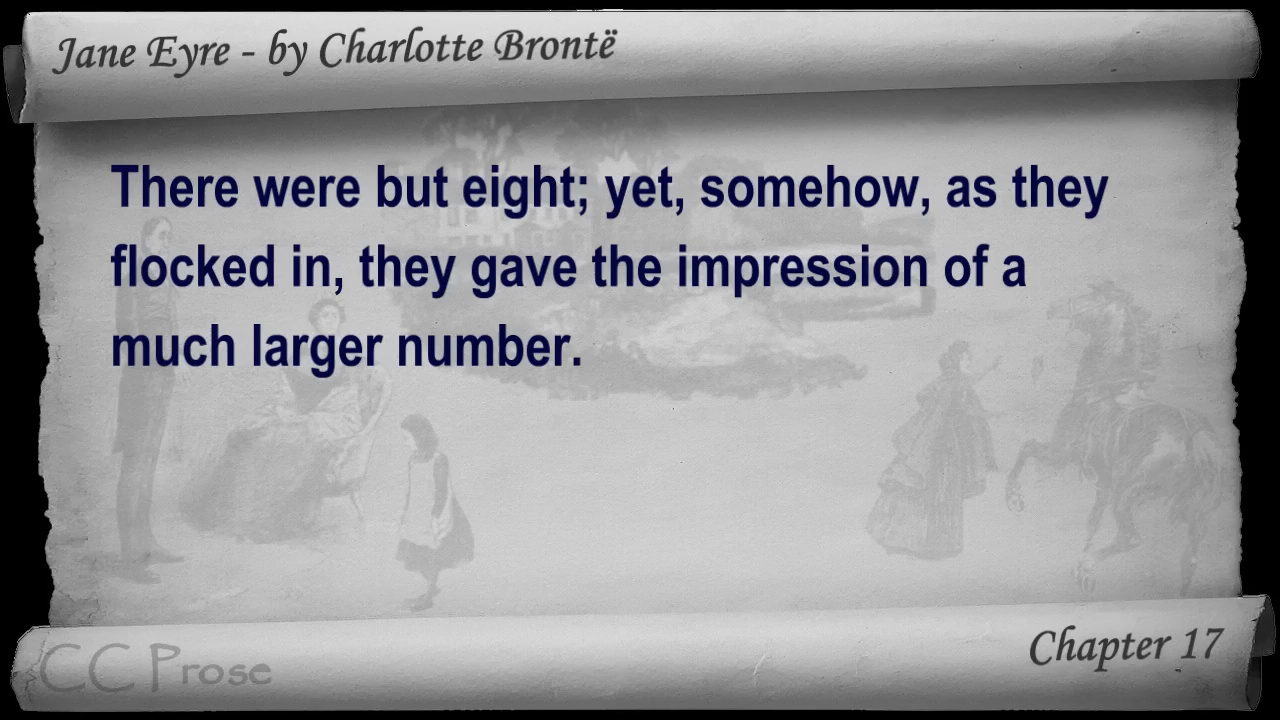 Jane Eyre - by Charlotte Brontë
There were but eight; yet, somehow, as they
flocked in, they gave the impression of a
much larger number.
Chapter 17
CC Prose